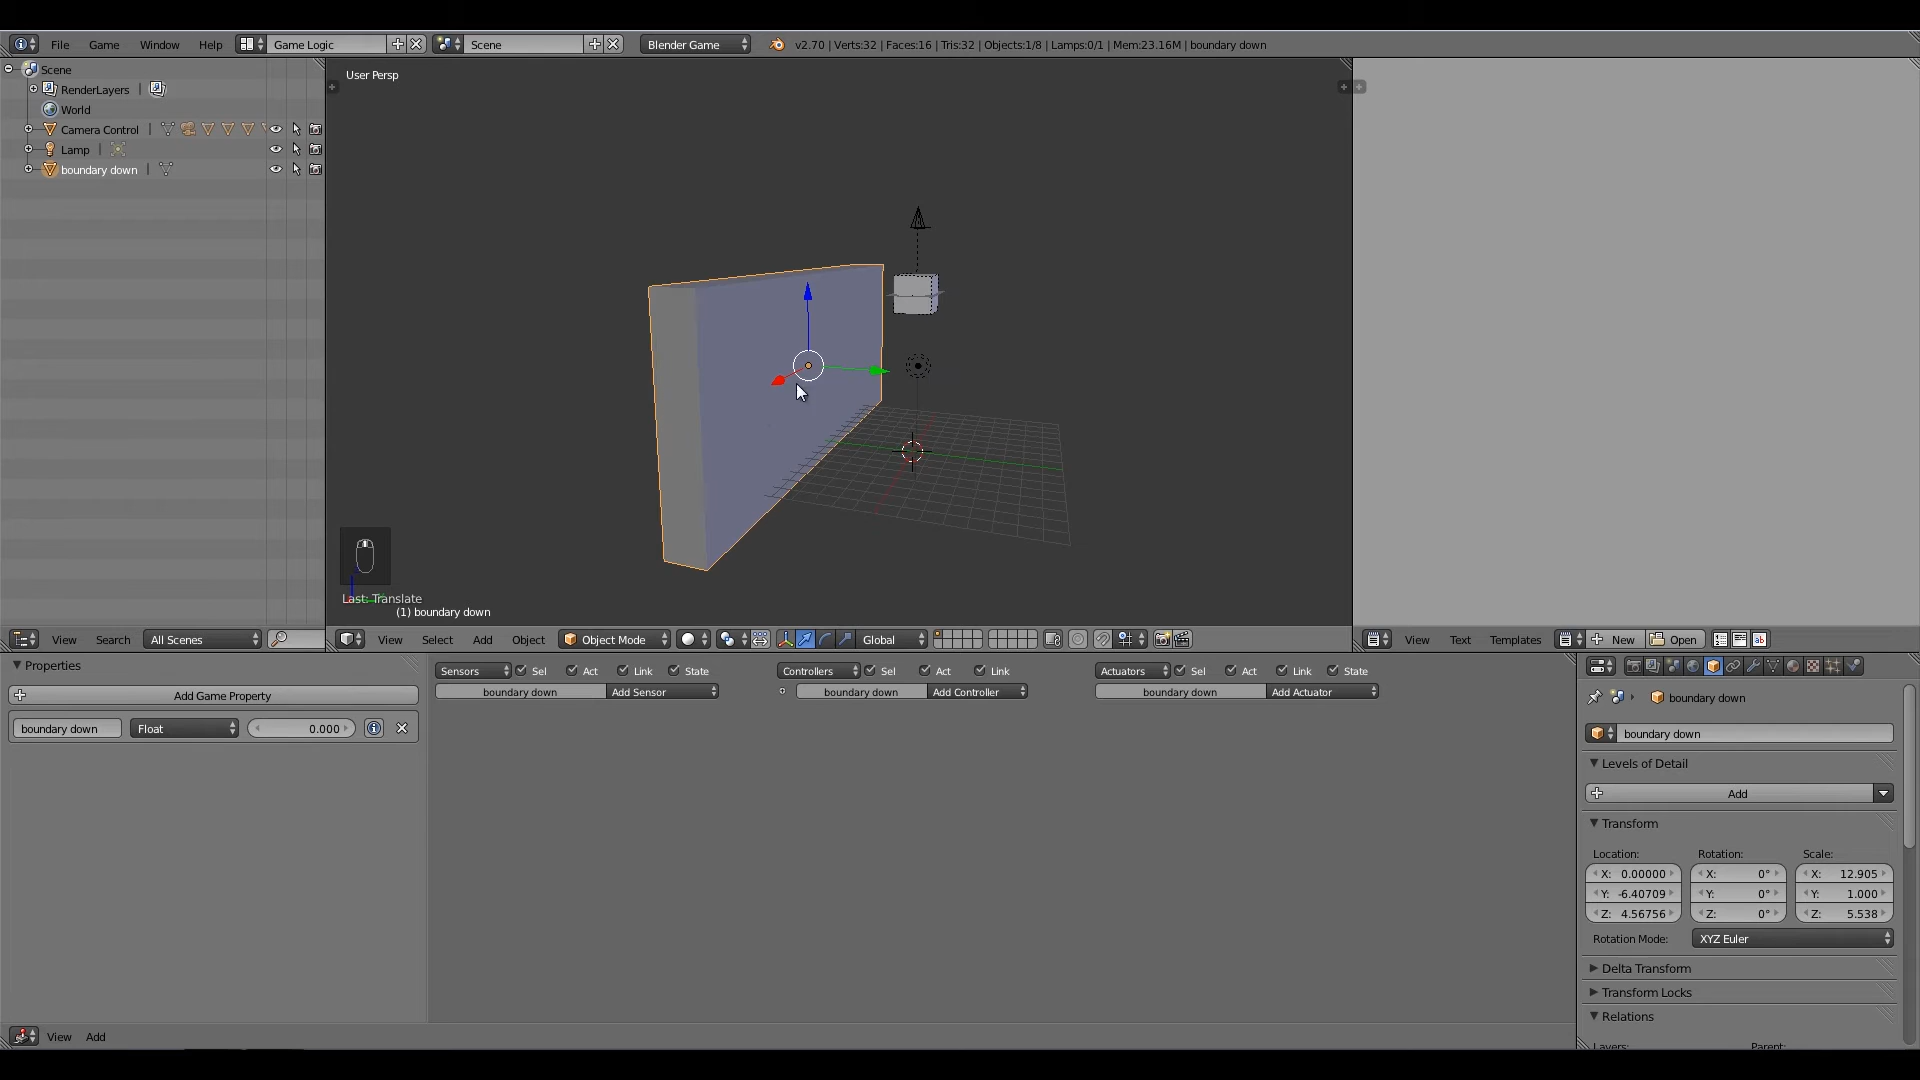 File Game Window Help Game Logic Scene Blender Game v2.70 | Verts:32 | Faces:16 | Tris:32 | Objects:1/8 | Lamps:0/1 | Mem:23.16M | boundary down
Scene
RenderLayers
World
Camera Control
Lamp
boundary down
User Persp
Last: Translate
(1) boundary down
View Search All Scenes
View Select Add Object Object Mode Global
View Text Templates New Open
Properties
Add Game Property
boundary down Float 0.000
Sensors Sel Act Link State Controllers Sel Act Link Actuators Sel Act Link State
boundary down Add Sensor boundary down Add Controller boundary down Add Actuator
boundary down
boundary down
Levels of Detail
Add
Transform
Location: Rotation: Scale:
X: 0.00000 X: 0° X: 12.905
Y: -6.40709 Y: 0° Y: 1.000
Z: 4.56756 Z: 0° Z: 5.538
Rotation Mode: XYZ Euler
Delta Transform
Transform Locks
Relations
Layers: Parent:
View Add